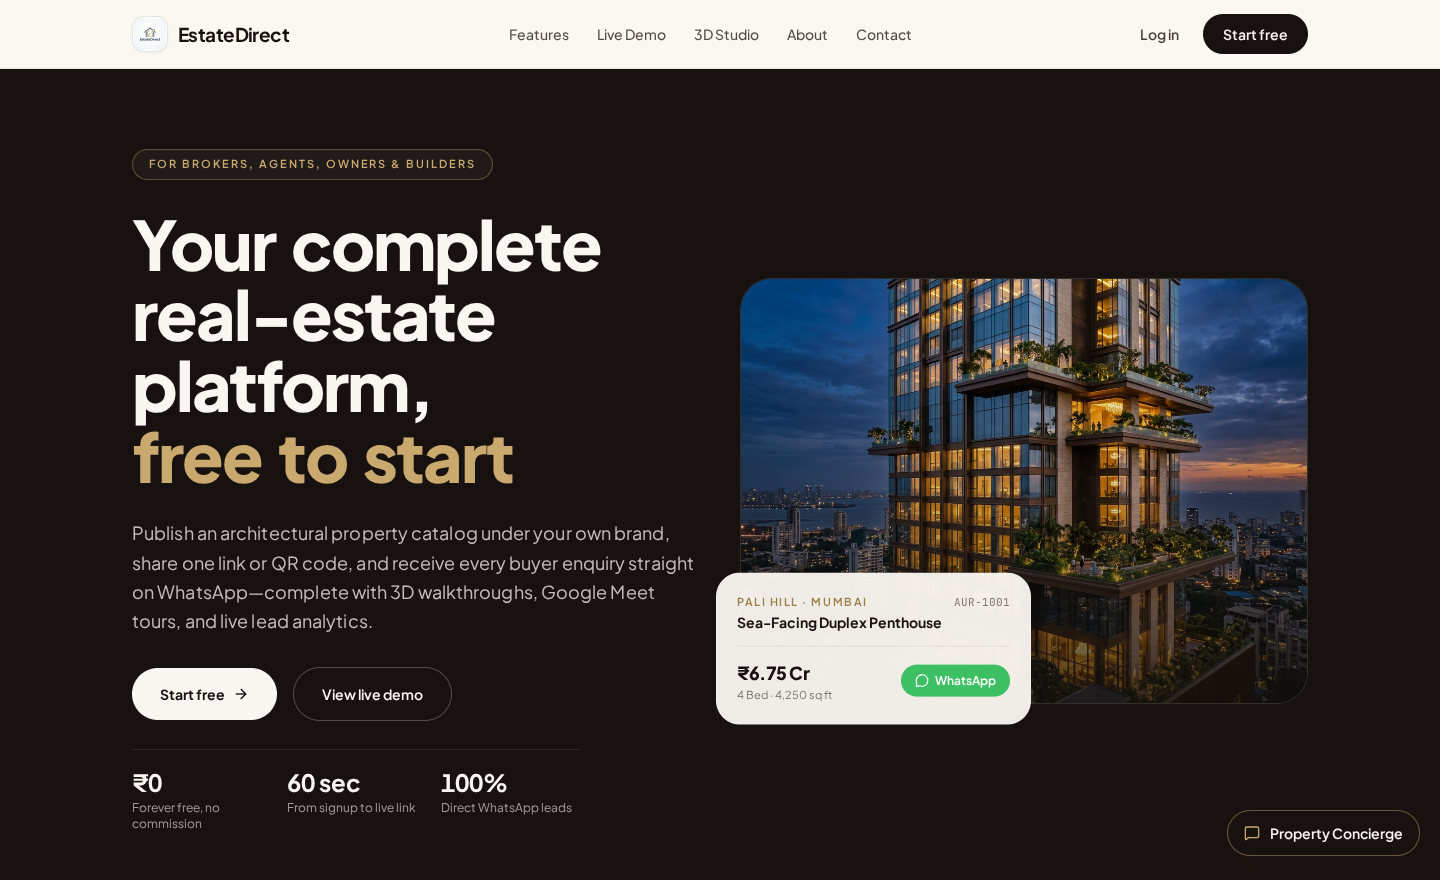 EstateDirect
EstateDirect
Features
Live Demo
3D Studio
About
Contact
Log in
Start free
FOR BROKERS, AGENTS, OWNERS & BUILDERS
Your complete
real-estate
platform,
free to start
Publish an architectural property catalog under your own brand,
share one link or QR code, and receive every buyer enquiry straight
on WhatsApp—complete with 3D walkthroughs, Google Meet
tours, and live lead analytics.
Start free
View live demo
₹0
Forever free, no
commission
60 sec
From signup to live link
100%
Direct WhatsApp leads
PALI HILL · MUMBAI
AUR-1001
Sea-Facing Duplex Penthouse
₹6.75 Cr
4 Bed · 4,250 sq ft
WhatsApp
Property Concierge